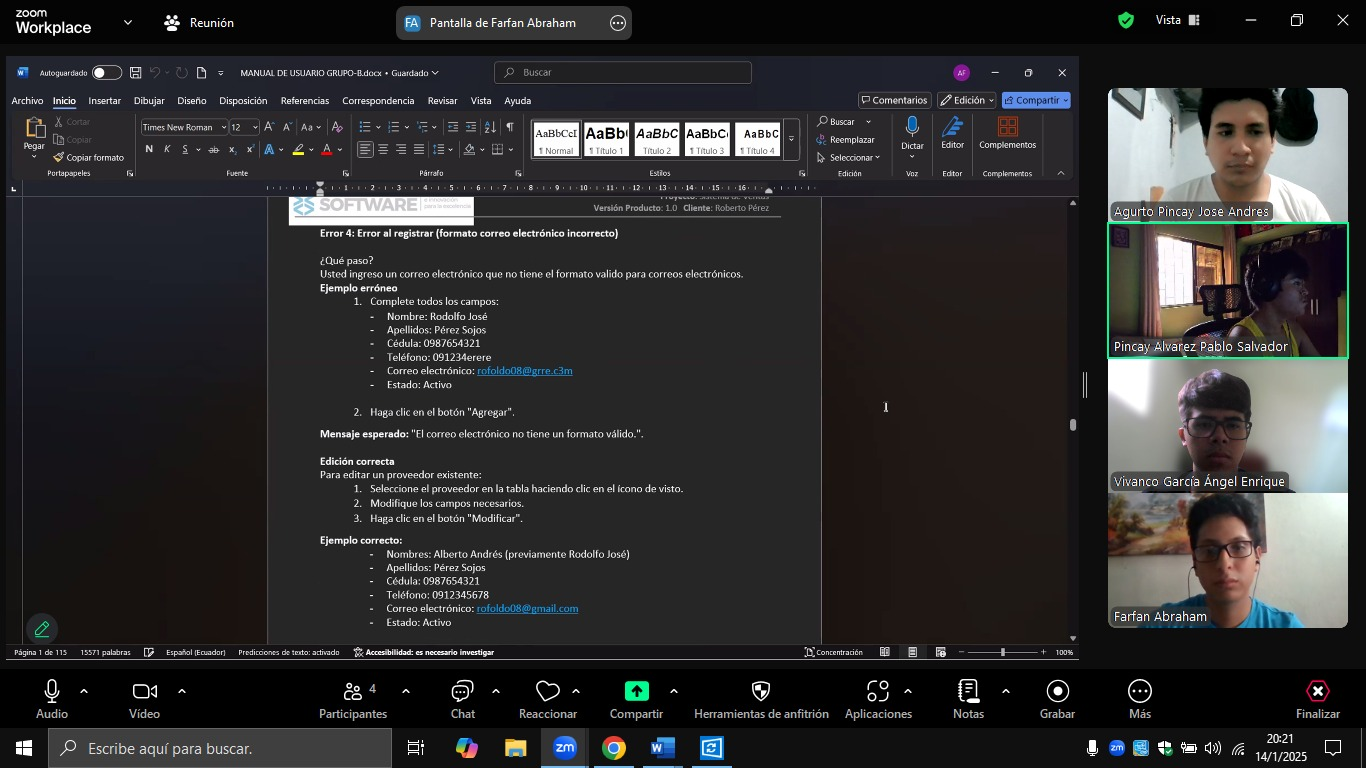 zoom
Workplace
Reunión
FA Pantalla de Farfan Abraham
Vista
Autoguardado
MANUAL DE USUARIO GRUPO-B.docx • Guardado
Buscar
AF
Archivo Inicio Insertar Dibujar Diseño Disposición Referencias Correspondencia Revisar Vista Ayuda
Comentarios Edición Compartir
Pegar
Cortar
Copiar
Copiar formato
Portapapeles
Times New Roman 12
Fuente
Párrafo
AaBbCcI
¶ Normal
AaBb(
¶ Título 1
AaBbC
¶ Título 2
AaBbC(
¶ Título 3
AaBbC
¶ Título 4
Estilos
Buscar
Reemplazar
Seleccionar
Edición
Dictar
Voz
Editor
Editor
Complementos
Complementos
SOFTWARE
e innovación
para la excelencia
Proyecto: Sistema de Ventas
Versión Producto: 1.0 Cliente: Roberto Pérez
Error 4: Error al registrar (formato correo electrónico incorrecto)
¿Qué paso?
Usted ingreso un correo electrónico que no tiene el formato valido para correos electrónicos.
Ejemplo erróneo
1. Complete todos los campos:
- Nombre: Rodolfo José
- Apellidos: Pérez Sojos
- Cédula: 0987654321
- Teléfono: 091234erere
- Correo electrónico: rofoldo08@grre.c3m
- Estado: Activo
2. Haga clic en el botón "Agregar".
Mensaje esperado: "El correo electrónico no tiene un formato válido.".
Edición correcta
Para editar un proveedor existente:
1. Seleccione el proveedor en la tabla haciendo clic en el ícono de visto.
2. Modifique los campos necesarios.
3. Haga clic en el botón "Modificar".
Ejemplo correcto:
- Nombres: Alberto Andrés (previamente Rodolfo José)
- Apellidos: Pérez Sojos
- Cédula: 0987654321
- Teléfono: 0912345678
- Correo electrónico: rofoldo08@gmail.com
- Estado: Activo
Página 1 de 115 15571 palabras Español (Ecuador) Predicciones de texto: activado Accesibilidad: es necesario investigar
Concentración 100%
Agurto Pincay Jose Andres
Pincay Alvarez Pablo Salvador
Vivanco García Ángel Enrique
Farfan Abraham
Audio
Vídeo
4
Participantes
Chat
Reaccionar
Compartir
Herramientas de anfitrión
Aplicaciones
Notas
Grabar
Más
Finalizar
Escribe aquí para buscar.
zm
20:21
14/1/2025